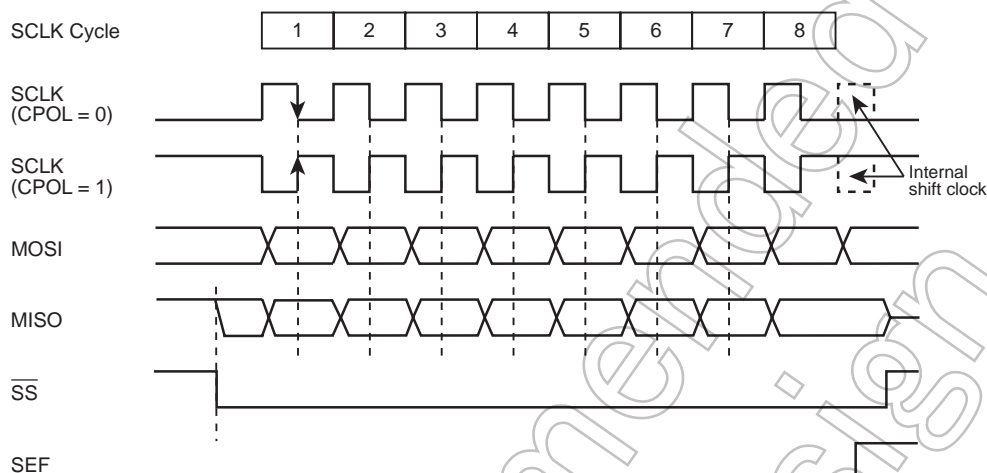 SCLK Cycle 1 2 3 4 5 6 7 8
SCLK
(CPOL = 0)
SCLK
(CPOL = 1)
Internal
shift clock
MOSI
MISO
SS
SEF